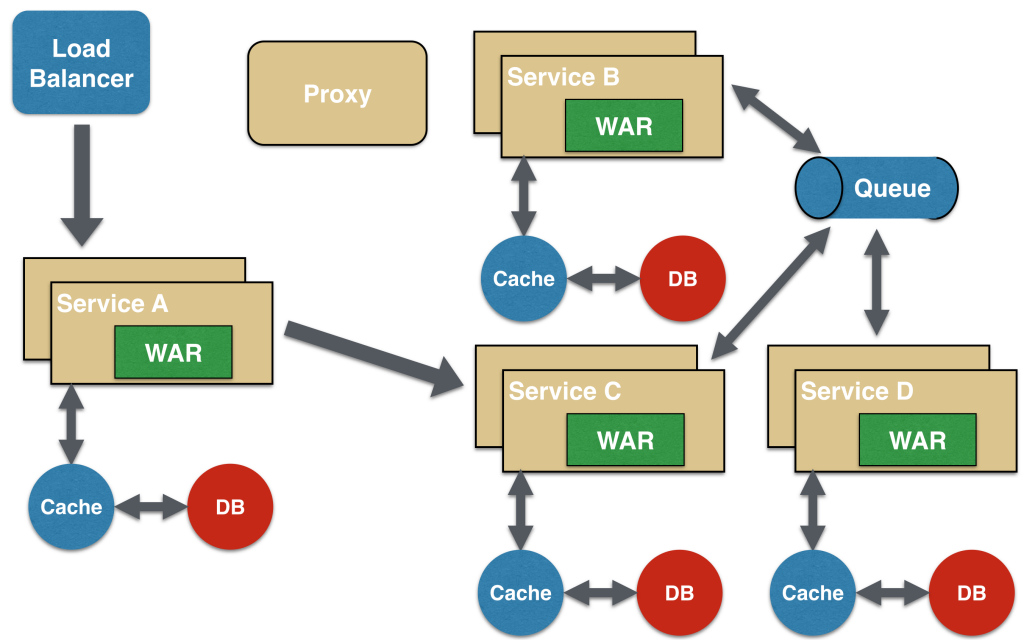 Load
Balancer
Proxy
Service B
WAR
Queue
Cache
DB
Service A
WAR
Cache
DB
Service C
WAR
Cache
DB
Service D
WAR
Cache
DB